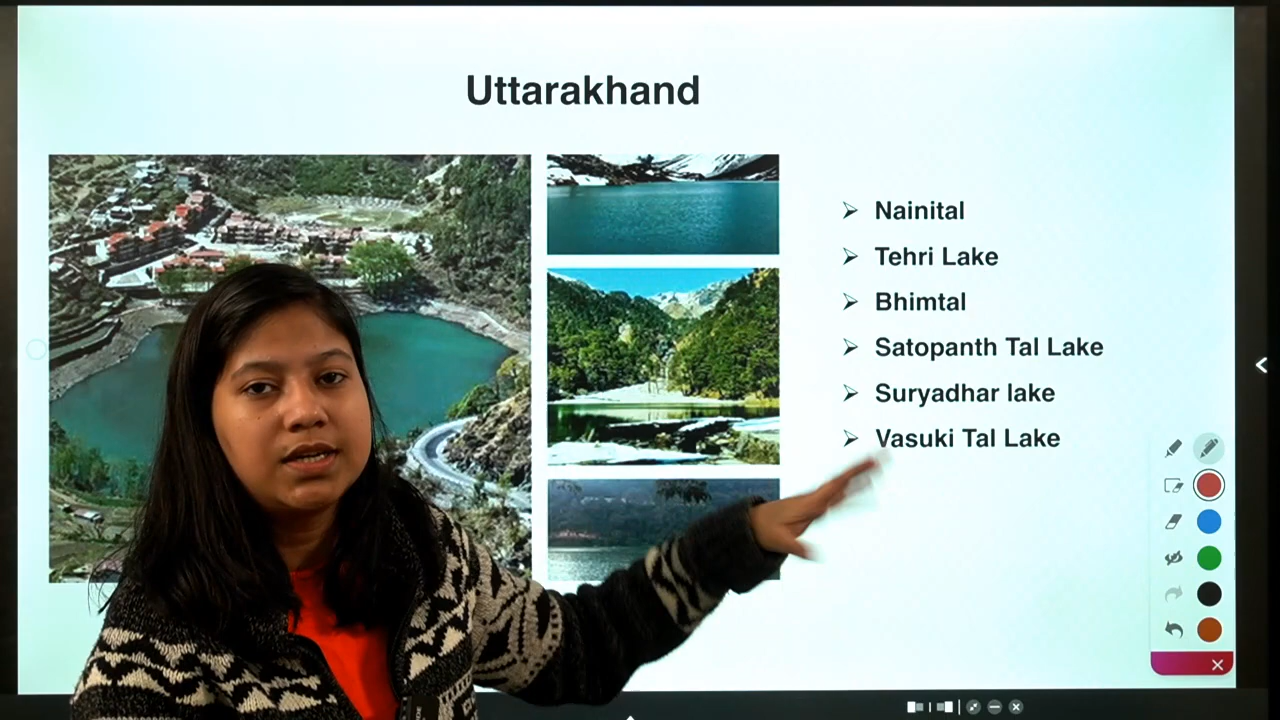 Uttarakhand
Nainital
Tehri Lake
Bhimtal
Satopanth Tal Lake
Suryadhar lake
Vasuki Tal Lake